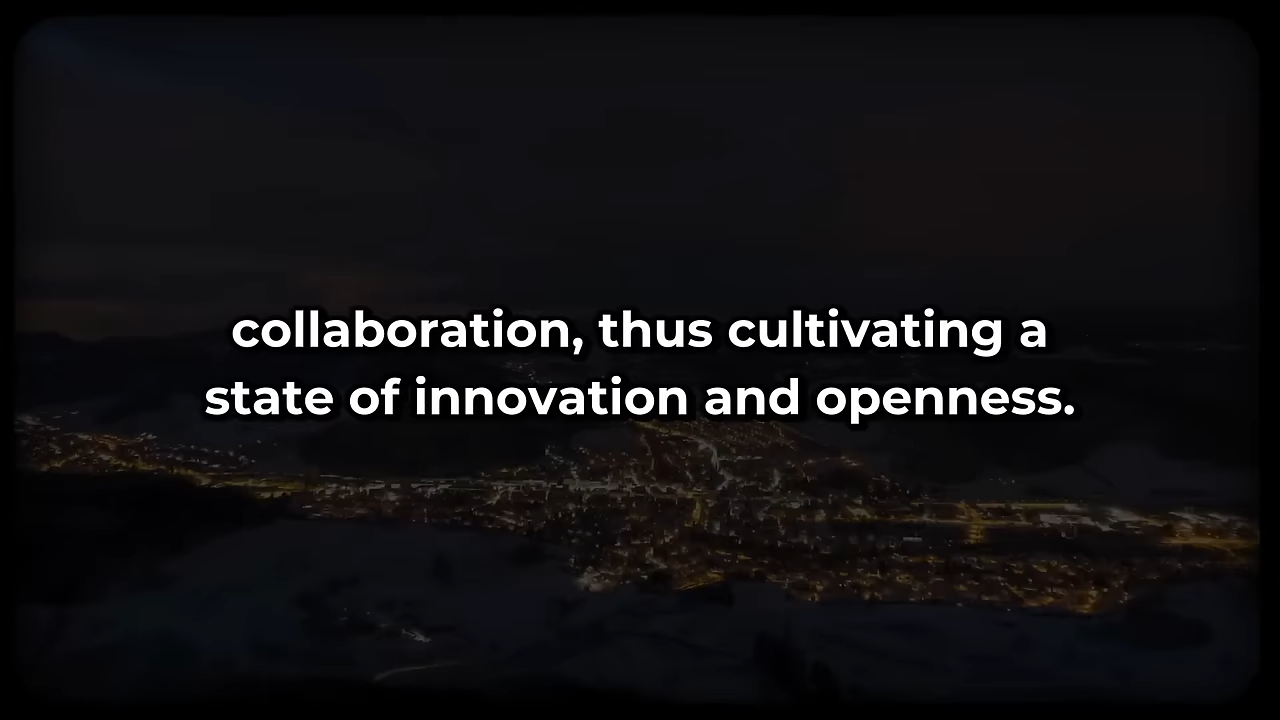 collaboration, thus cultivating a
state of innovation and openness.